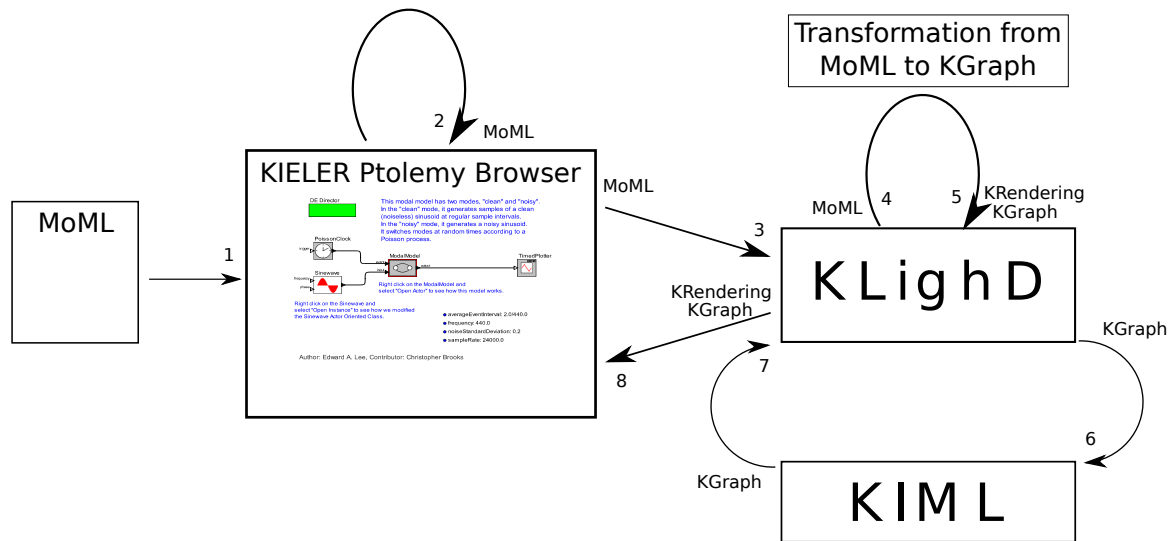 Transformation from
MoML to KGraph
2
MoML
KIELER Ptolemy Browser
MoML
1
DE Director
This modal model has two modes, "clean" and "noisy".
In the "clean" mode, it generates samples of a clean
(noiseless) sinusoid at regular sample intervals.
In the "noisy" mode, it generates a noisy sinusoid.
It switches modes at random times according to a
Poisson process.
PoissonClock
trigger
ModalModel
output
TimedPlotter
Sinewave
frequency
phase
Right click on the ModalModel and
select "Open Actor" to see how this model works.
Right click on the Sinewave and
select "Open Instance" to see how we modified
the Sinewave Actor Oriented Class.
averageEventInterval: 2.0/440.0
frequency: 440.0
noiseStandardDeviation: 0.2
sampleRate: 24000.0
Author: Edward A. Lee, Contributor: Christopher Brooks
MoML
3
4
MoML
5
KRendering
KGraph
KLighD
KRendering
KGraph
8
7
KGraph
6
KGraph
KIML